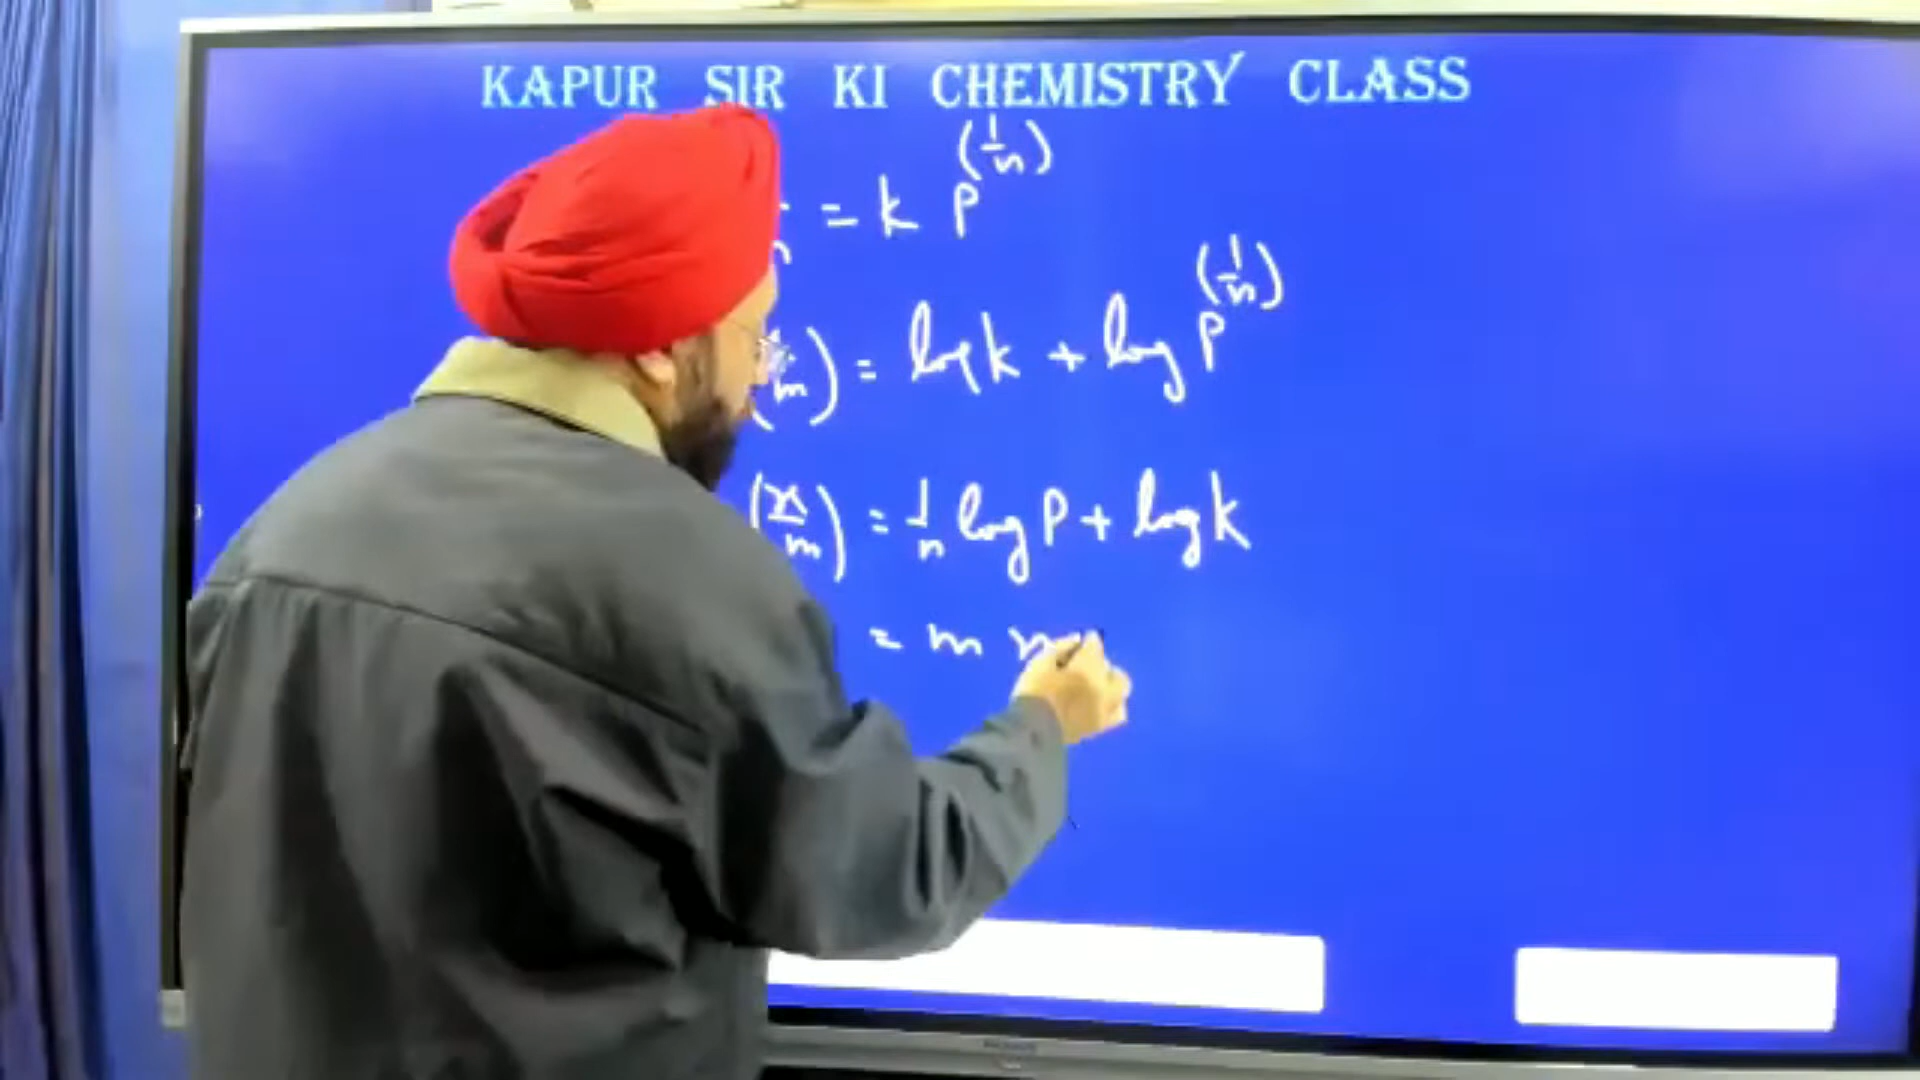 KAPUR SIR KI CHEMISTRY CLASS
= k p^(1/n)
m) = log k + log p^(1/n)
(x/m) = 1/n log p + log k
= m x